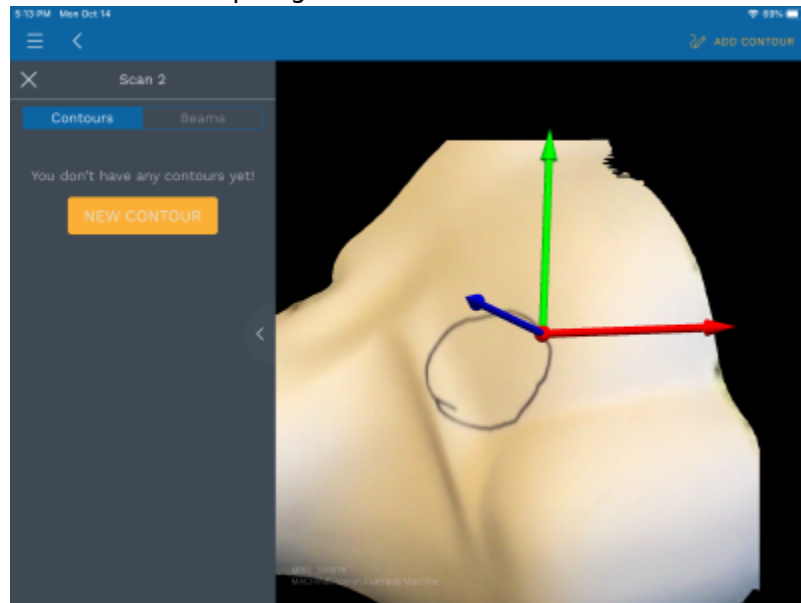 5:13 PM Mon Oct 14
69%
ADD CONTOUR
Scan 2
Contours
Beams
You don't have any contours yet!
NEW CONTOUR